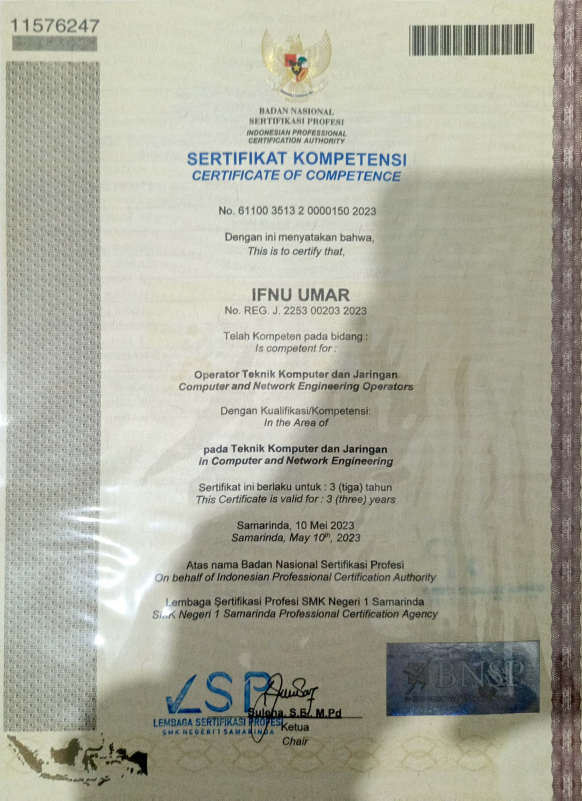 11576247
BADAN NASIONAL
SERTIFIKASI PROFESI
INDONESIAN PROFESSIONAL
CERTIFICATION AUTHORITY
SERTIFIKAT KOMPETENSI
CERTIFICATE OF COMPETENCE
No. 61100 3513 2 0000150 2023
Dengan ini menyatakan bahwa,
This is to certify that,
IFNU UMAR
No. REG. J. 2253 00203 2023
Telah Kompeten pada bidang :
Is competent for :
Operator Teknik Komputer dan Jaringan
Computer and Network Engineering Operators
Dengan Kualifikasi/Kompetensi:
In the Area of
pada Teknik Komputer dan Jaringan
in Computer and Network Engineering
Sertifikat ini berlaku untuk : 3 (tiga) tahun
This Certificate is valid for : 3 (three) years
Samarinda, 10 Mei 2023
Samarinda, May 10th, 2023
Atas nama Badan Nasional Sertifikasi Profesi
On behalf of Indonesian Professional Certification Authority
Lembaga Sertifikasi Profesi SMK Negeri 1 Samarinda
SMK Negeri 1 Samarinda Professional Certification Agency
BNSP
LSP
LEMBAGA SERTIFIKASI PROFESI
SMK NEGERI 1 SAMARINDA
M.Pd
Ketua
Chair